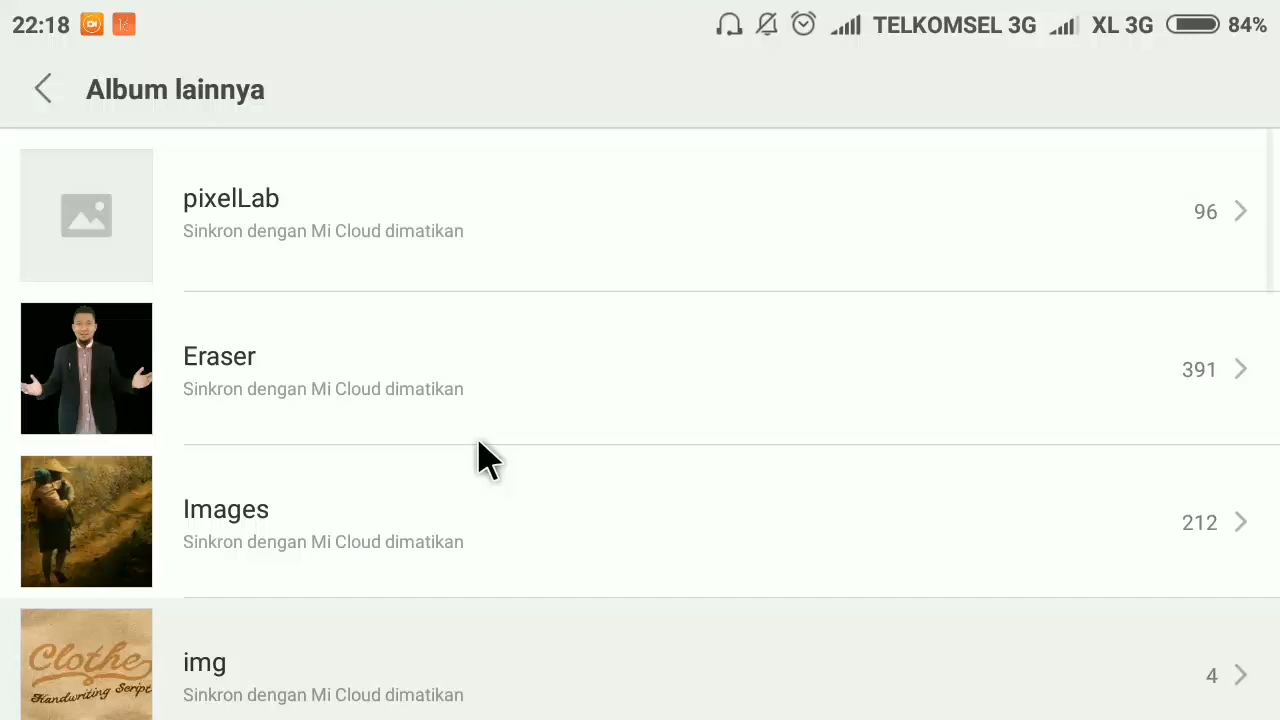 22:18 TELKOMSEL 3G XL 3G 84%
Album lainnya
pixelLab
Sinkron dengan Mi Cloud dimatikan
96
Eraser
Sinkron dengan Mi Cloud dimatikan
391
Images
Sinkron dengan Mi Cloud dimatikan
212
Clothe
Handwriting Script
img
Sinkron dengan Mi Cloud dimatikan
4